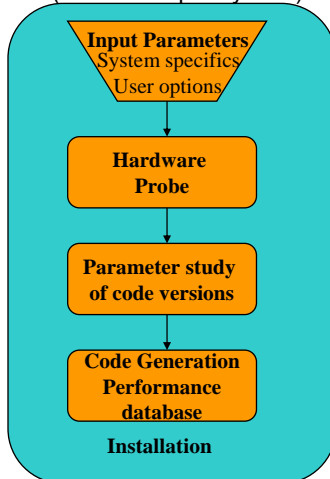 Input Parameters
System specifics
User options
Hardware
Probe
Parameter study
of code versions
Code Generation
Performance
database
Installation